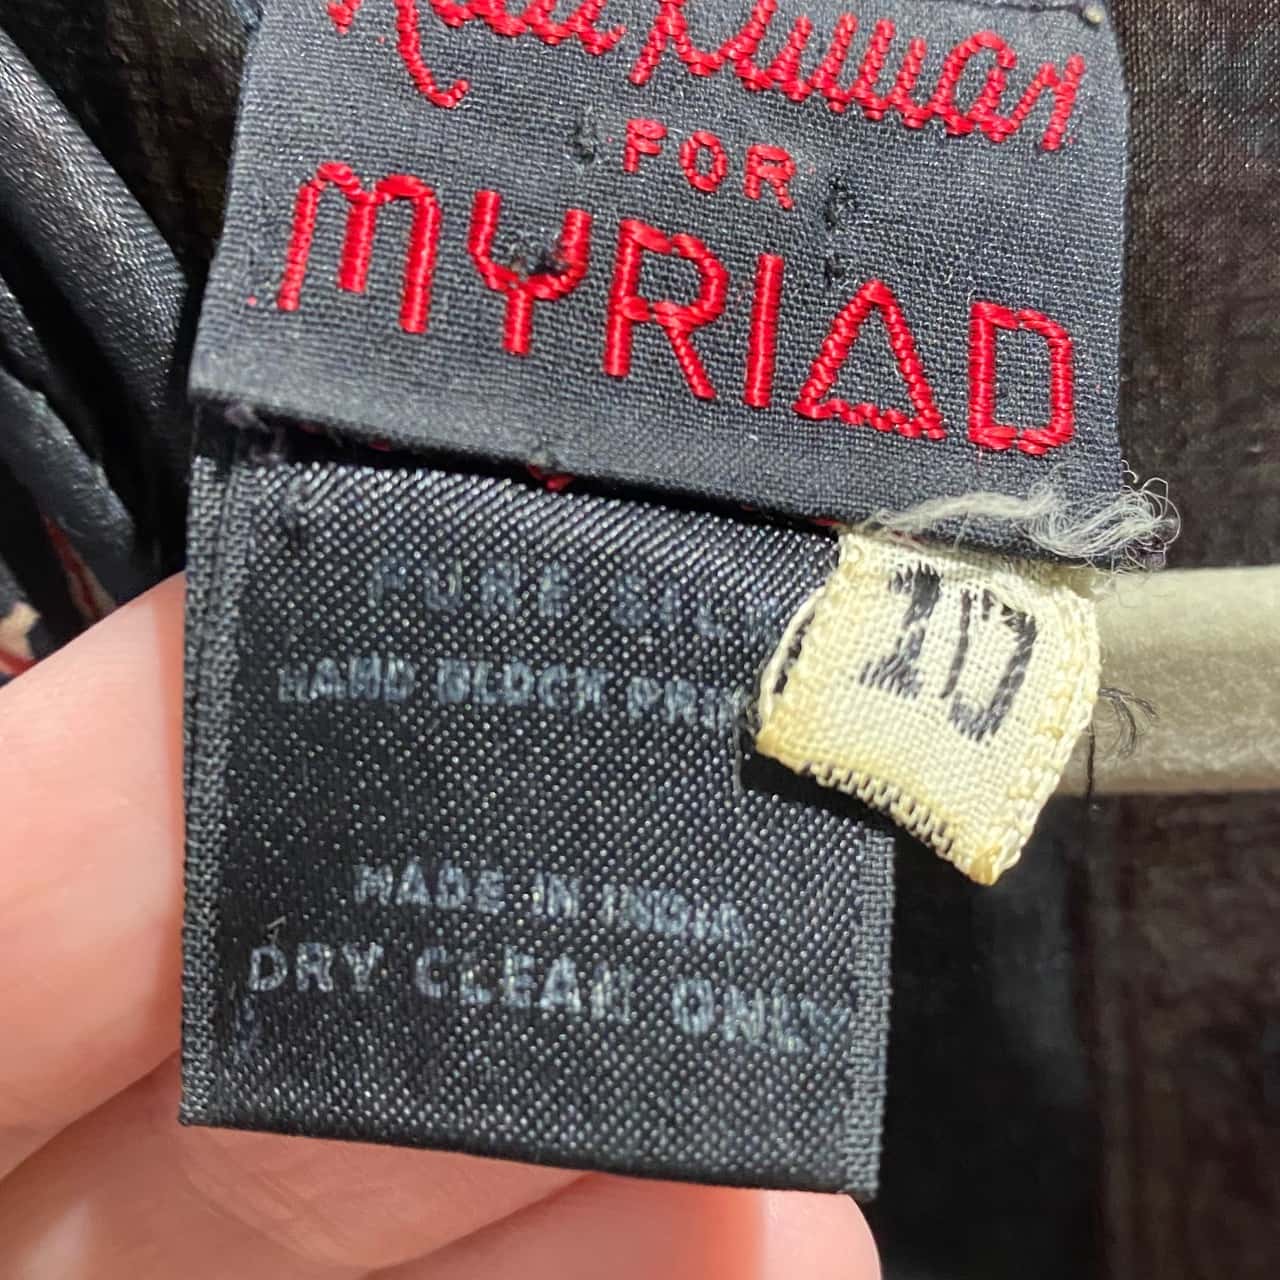 FOR
MYRIAD
PURE SILK
HAND BLOCK PRI
10
MADE IN INDIA
DRY CLEAN ONLY